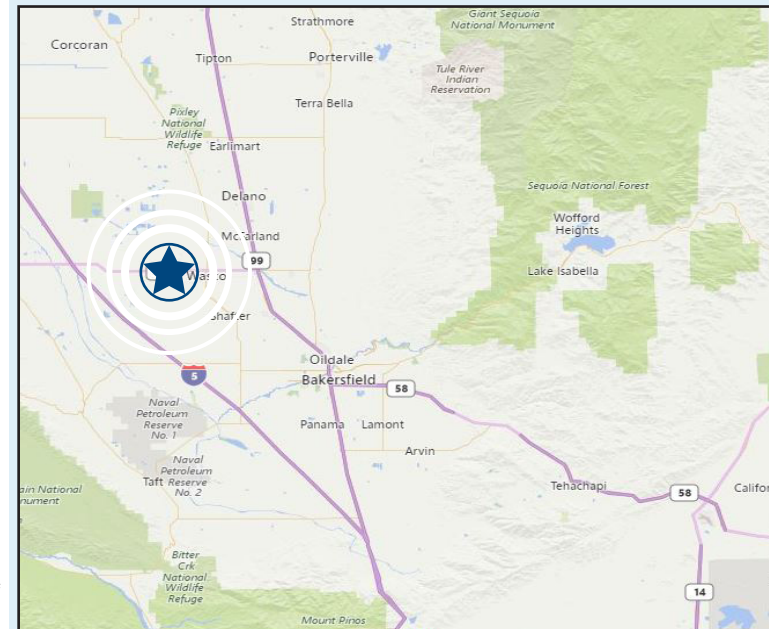 Strathmore
Giant Sequoia
National Monument
Corcoran
Tipton
Porterville
Tule River
Indian
Reservation
Terra Bella
Pixley
National
Wildlife
Refuge
Earlimart
Sequoia National Forest
Delano
Wofford
Heights
McFarland
99
Lake Isabella
Oildale
5
Bakersfield
58
Naval
Petroleum
Reserve
No. 1
Panama
Lamont
Arvin
Naval
Petroleum
Reserve
No. 2
Taft
Tehachapi
58
ain National
nument
Califor
Bitter
Crk
National
Wildlife
Refuge
14
Mount Pinos